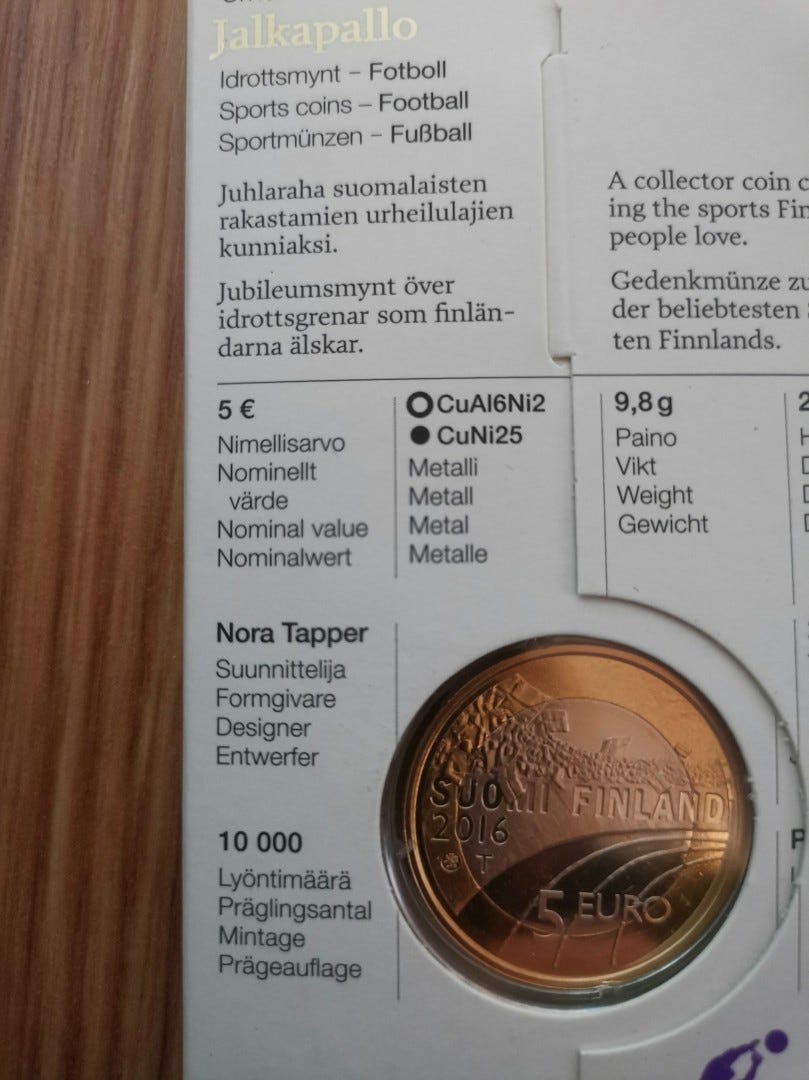 Jalkapallo
Idrottsmynt – Fotboll
Sports coins – Football
Sportmünzen – Fußball
Juhlaraha suomalaisten
rakastamien urheilulajien
kunniaksi.
Jubileumsmynt över
idrottsgrenar som finlän-
darna älskar.
A collector coin
ing the sports
people love.
Gedenkmünze
der beliebtesten
ten Finnlands.
5 €
Nimellisarvo
Nominellt
värde
Nominal value
Nominalwert
CuAl6Ni2
CuNi25
Metalli
Metall
Metal
Metalle
9,8 g
Paino
Vikt
Weight
Gewicht
Nora Tapper
Suunnittelija
Formgivare
Designer
Entwerfer
10 000
Lyöntimäärä
Präglingsantal
Mintage
Prägeauflage
SUOMI FINLAND
2016
T
5 EURO